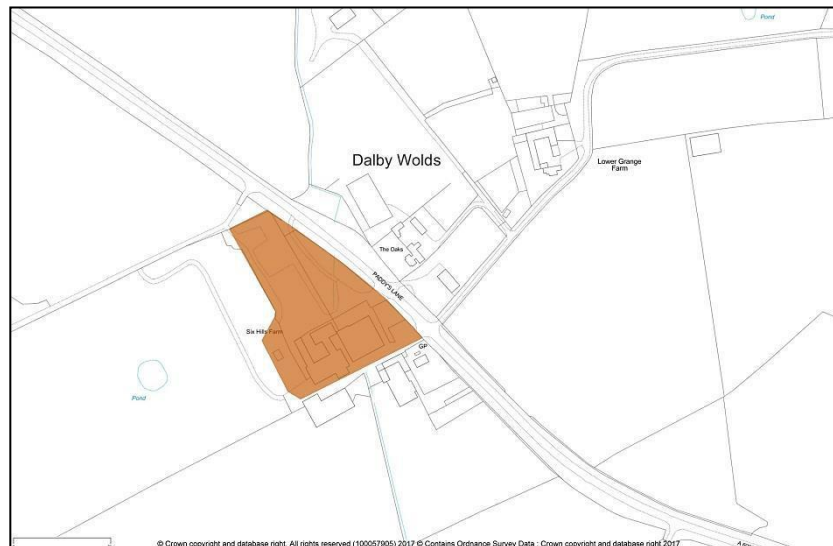 Pond
Dalby Wolds
Lower Grange
Farm
The Oaks
PADDY'S LANE
Six Hills Farm
GP
Pond
© Crown copyright and database right. All rights reserved (100057905) 2017 © Contains Ordnance Survey Data : Crown copyright and database right 2017